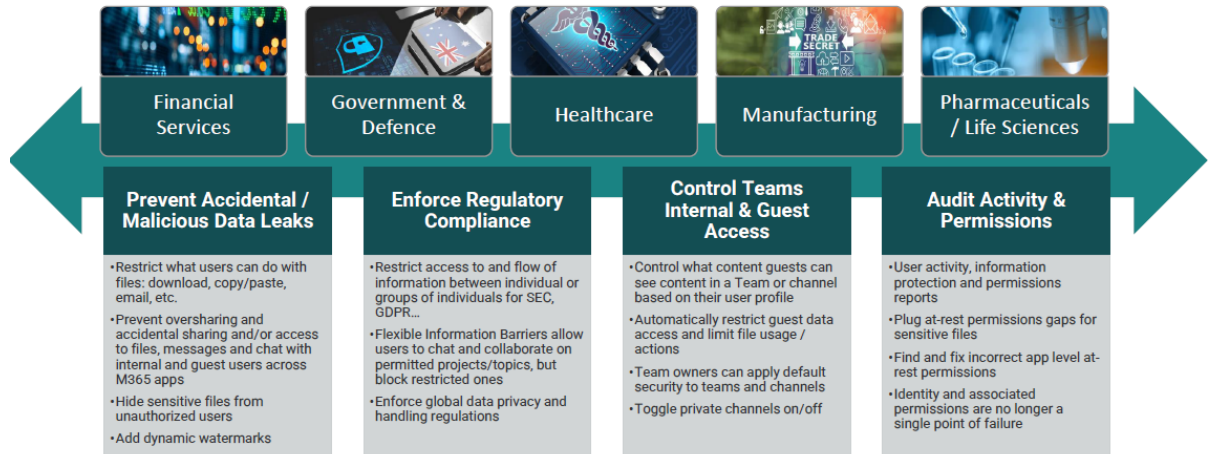 TRADE
SECRET
Financial
Services
Government &
Defence
Healthcare
Manufacturing
Pharmaceuticals
/ Life Sciences
Prevent Accidental /
Malicious Data Leaks
•Restrict what users can do with
files: download, copy/paste,
email, etc.
•Prevent oversharing and
accidental sharing and/or access
to files, messages and chat with
internal and guest users across
M365 apps
•Hide sensitive files from
unauthorized users
•Add dynamic watermarks
Enforce Regulatory
Compliance
•Restrict access to and flow of
information between individual or
groups of individuals for SEC,
GDPR…
•Flexible Information Barriers allow
users to chat and collaborate on
permitted projects/topics, but
block restricted ones
•Enforce global data privacy and
handling regulations
Control Teams
Internal & Guest
Access
•Control what content guests can
see content in a Team or channel
based on their user profile
•Automatically restrict guest data
access and limit file usage /
actions
•Team owners can apply default
security to teams and channels
•Toggle private channels on/off
Audit Activity &
Permissions
•User activity, information
protection and permissions
reports
•Plug at-rest permissions gaps for
sensitive files
•Find and fix incorrect app level at-
rest permissions
•Identity and associated
permissions are no longer a
single point of failure